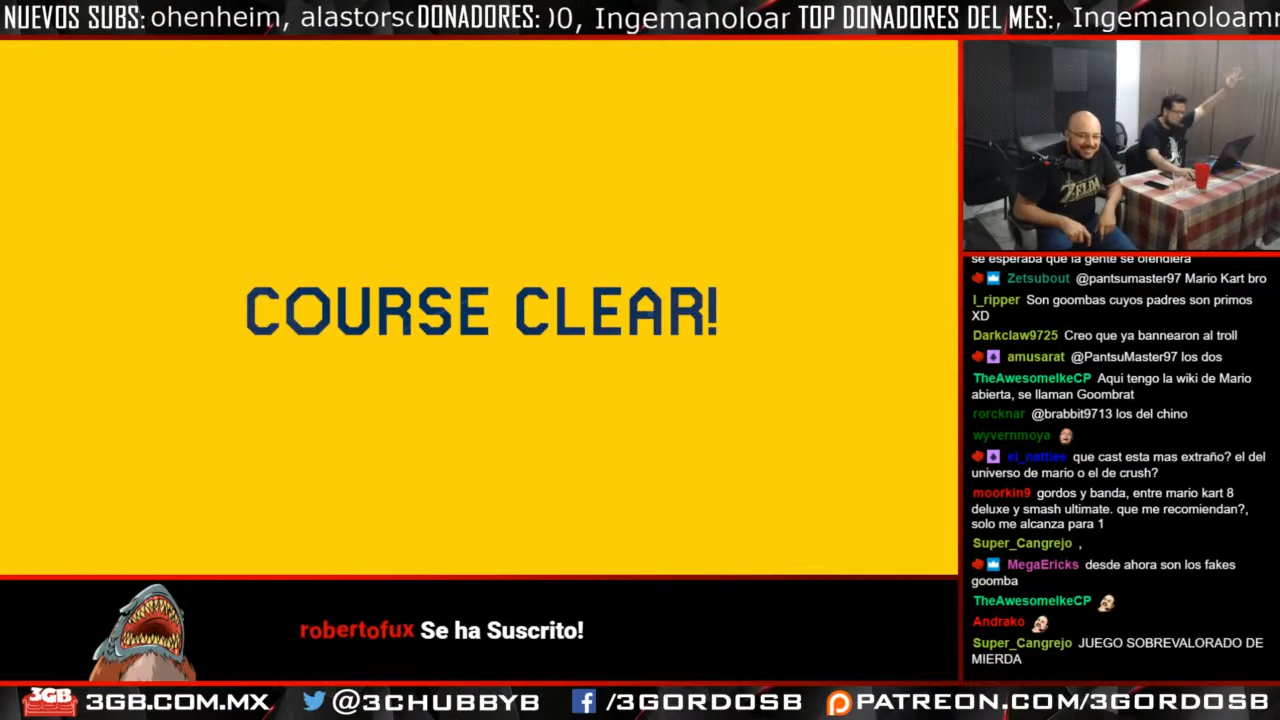 NUEVOS SUBS: ohenheim, alastorsc DONADORES: )0, Ingemanoloar TOP DONADORES DEL MES:, Ingemanoloamr
COURSE CLEAR!
ZELDA
se esperaba que la gente se ofendiera
Zetsubout @pantsumaster97 Mario Kart bro
l_ripper Son goombas cuyos padres son primos
XD
Darkclaw9725 Creo que ya bannearon al troll
amusarat @PantsuMaster97 los dos
TheAwesomeIkeCP Aqui tengo la wiki de Mario
abierta, se llaman Goombrat
rorcknar @brabbit9713 los del chino
wyvernmoya
el_nattiee que cast esta mas extraño? el del
universo de mario o el de crush?
moorkin9 gordos y banda, entre mario kart 8
deluxe y smash ultimate. que me recomiendan?,
solo me alcanza para 1
Super_Cangrejo ,
MegaEricks desde ahora son los fakes
goomba
TheAwesomeIkeCP
Andrako
Super_Cangrejo JUEGO SOBREVALORADO DE
MIERDA
robertofux Se ha Suscrito!
3GB 3GB.COM.MX @3CHUBBYB /3GORDOSB PATREON.COM/3GORDOSB